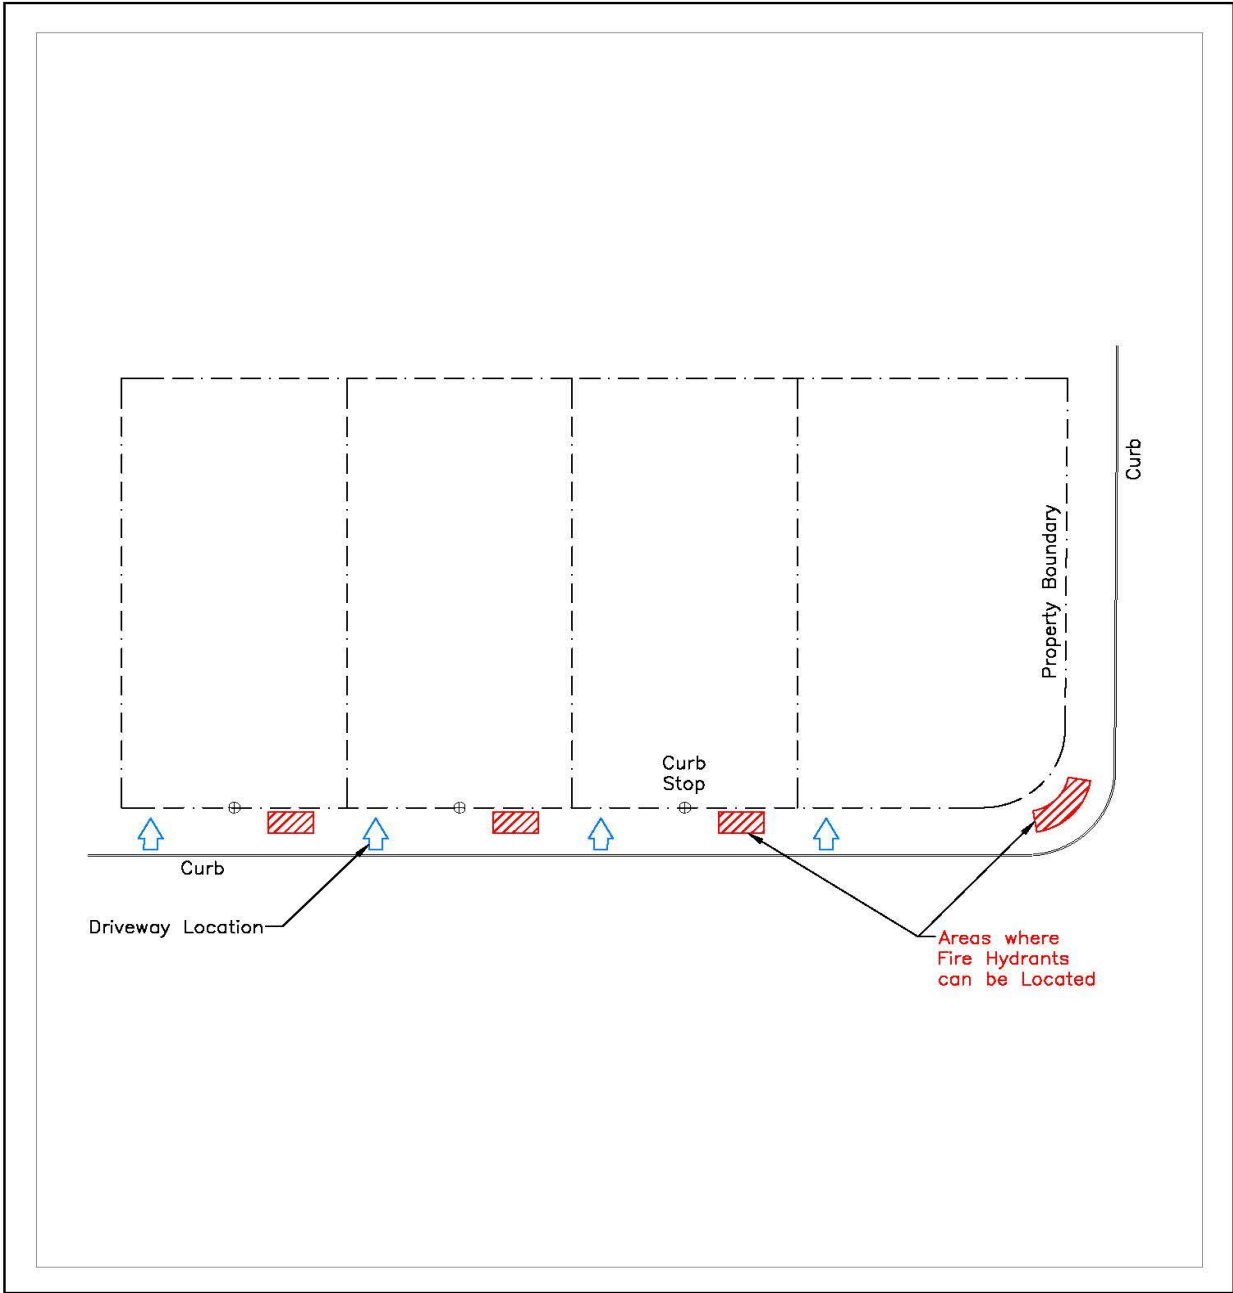 Curb
Property Boundary
Curb
Stop
Curb
Driveway Location
Areas where
Fire Hydrants
can be Located